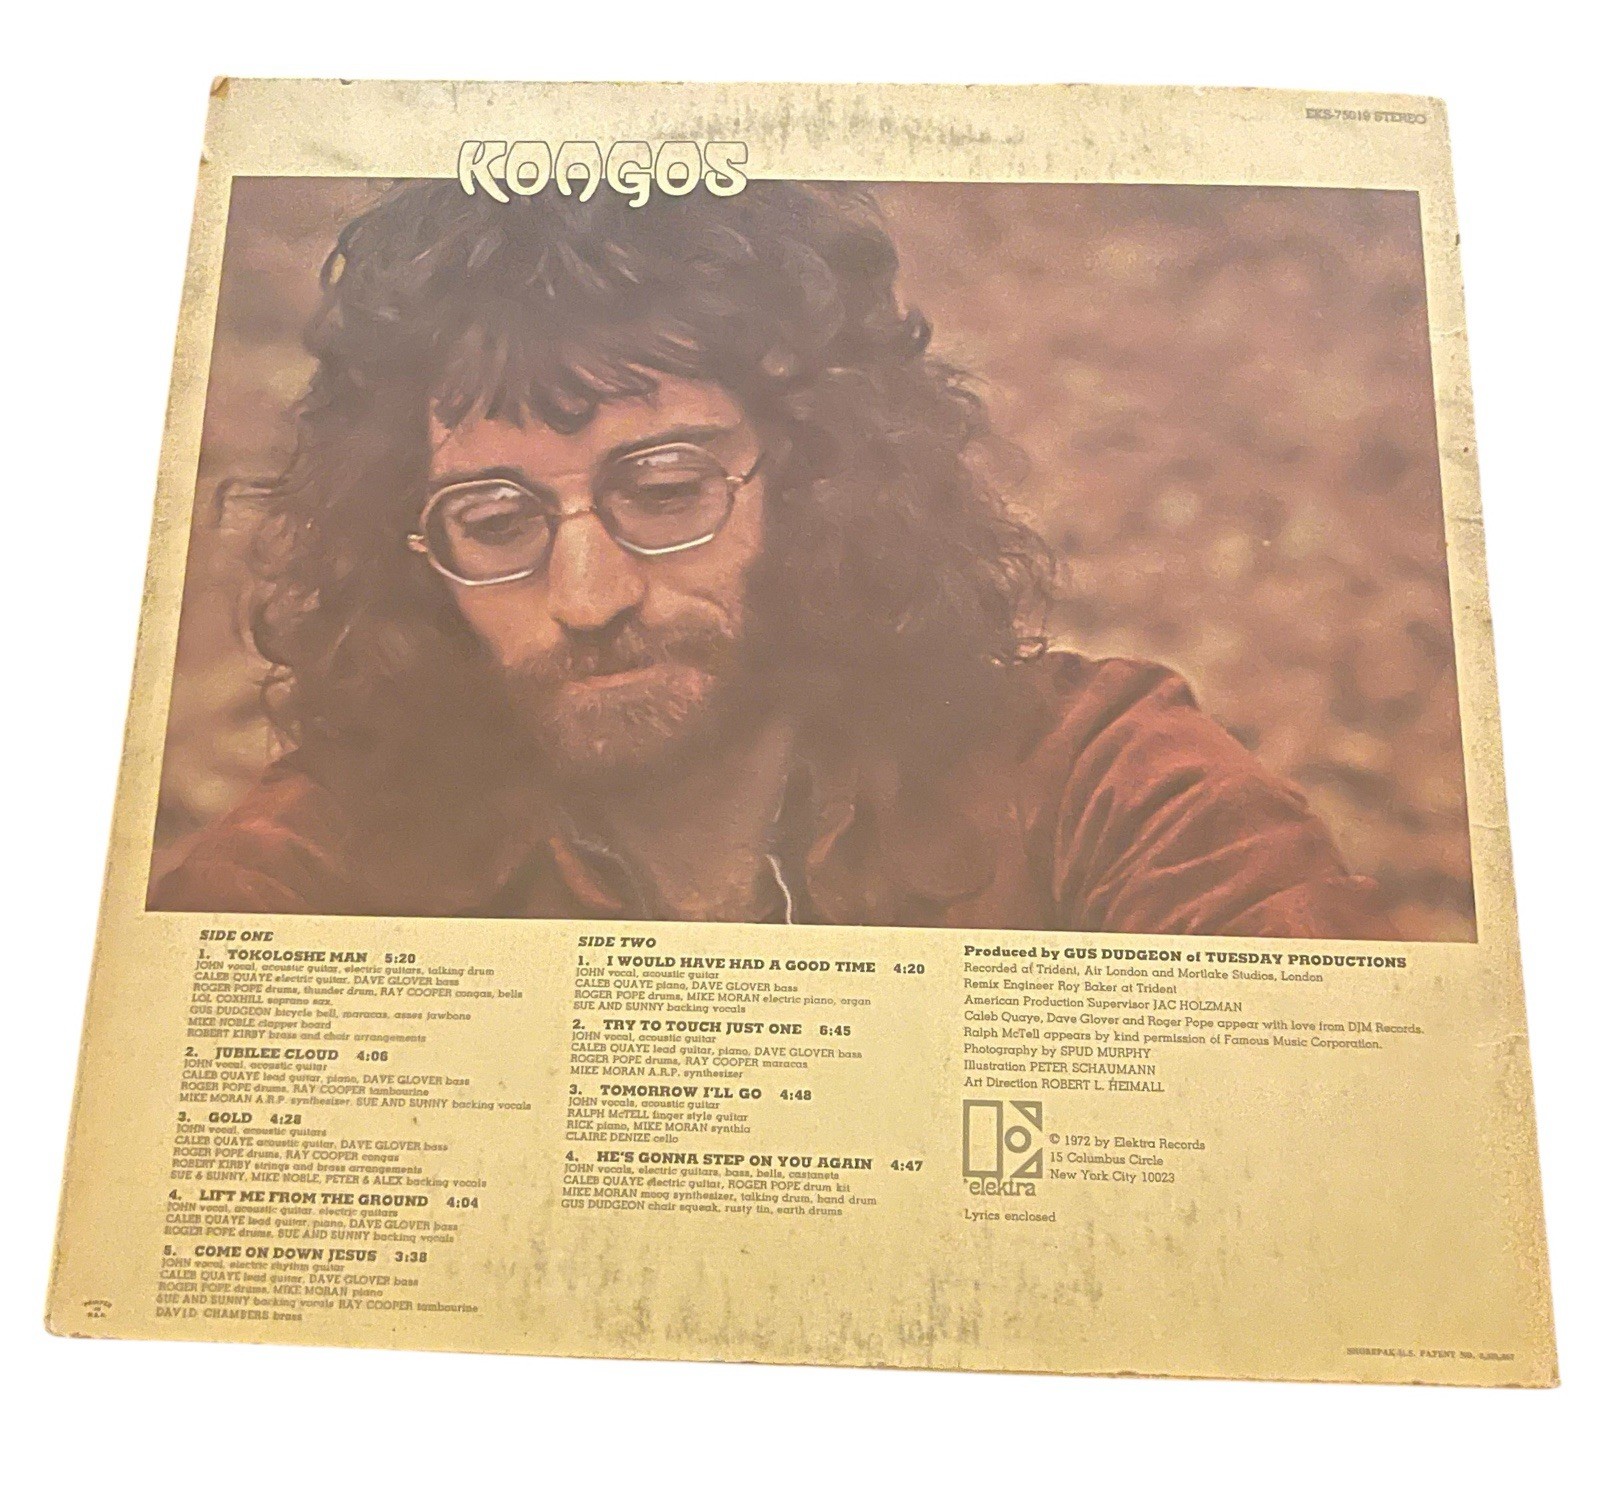 EKS-75019 STEREO
KONGOS
SIDE ONE
1. TOKOLOSHE MAN 5:20
JOHN vocal, acoustic guitar, electric guitars, talking drum
CALEB QUAYE electric guitar, DAVE GLOVER bass
ROGER POPE drums, thunder drum, RAY COOPER congas, bells
LOL COXHILL soprano sax,
GUS DUDGEON bicycle bell, maracas, asses jawbone
MIKE NOBLE clapper board
ROBERT KIRBY brass and choir arrangements
2. JUBILEE CLOUD 4:06
JOHN vocal, acoustic guitar
CALEB QUAYE lead guitar, piano, DAVE GLOVER bass
ROGER POPE drums, RAY COOPER tambourine
MIKE MORAN A.R.P. synthesizer, SUE AND SUNNY backing vocals
3. GOLD 4:28
JOHN vocal, acoustic guitars
CALEB QUAYE acoustic guitar, DAVE GLOVER bass
ROGER POPE drums, RAY COOPER congas
ROBERT KIRBY strings and brass arrangements
SUE & SUNNY, MIKE NOBLE, PETER & ALEX backing vocals
4. LIFT ME FROM THE GROUND 4:04
JOHN vocal, acoustic guitar, electric guitars
CALEB QUAYE lead guitar, piano, DAVE GLOVER bass
ROGER POPE drums, SUE AND SUNNY backing vocals
5. COME ON DOWN JESUS 3:38
JOHN vocal, electric rhythm guitar
CALEB QUAYE lead guitar, DAVE GLOVER bass
ROGER POPE drums, MIKE MORAN piano
SUE AND SUNNY backing vocals RAY COOPER tambourine
DAVID CHAMBERS brass
SIDE TWO
1. I WOULD HAVE HAD A GOOD TIME 4:20
JOHN vocal, acoustic guitar
CALEB QUAYE piano, DAVE GLOVER bass
ROGER POPE drums, MIKE MORAN electric piano, organ
SUE AND SUNNY backing vocals
2. TRY TO TOUCH JUST ONE 6:45
JOHN vocal, acoustic guitar
CALEB QUAYE lead guitar, piano, DAVE GLOVER bass
ROGER POPE drums, RAY COOPER maracas
MIKE MORAN A.R.P. synthesizer
3. TOMORROW I'LL GO 4:48
JOHN vocals, acoustic guitar
RALPH McTELL finger style guitar
RICK piano, MIKE MORAN synthia
CLAIRE DENIZE cello
4. HE'S GONNA STEP ON YOU AGAIN 4:47
JOHN vocals, electric guitars, bass, bells, castanets
CALEB QUAYE electric guitar, ROGER POPE drum kit
MIKE MORAN moog synthesizer, talking drum, hand drum
GUS DUDGEON chair squeak, rusty tin, earth drums
Produced by GUS DUDGEON of TUESDAY PRODUCTIONS
Recorded at Trident, Air London and Mortlake Studios, London
Remix Engineer Roy Baker at Trident
American Production Supervisor JAC HOLZMAN
Caleb Quaye, Dave Glover and Roger Pope appear with love from DJM Records.
Ralph McTell appears by kind permission of Famous Music Corporation.
Photography by SPUD MURPHY
Illustration PETER SCHAUMANN
Art Direction ROBERT L. HEIMALL
elektra
© 1972 by Elektra Records
15 Columbus Circle
New York City 10023
Lyrics enclosed
PRINTED
IN
U.S.A.
SHOREPAK U.S. PATENT NO.